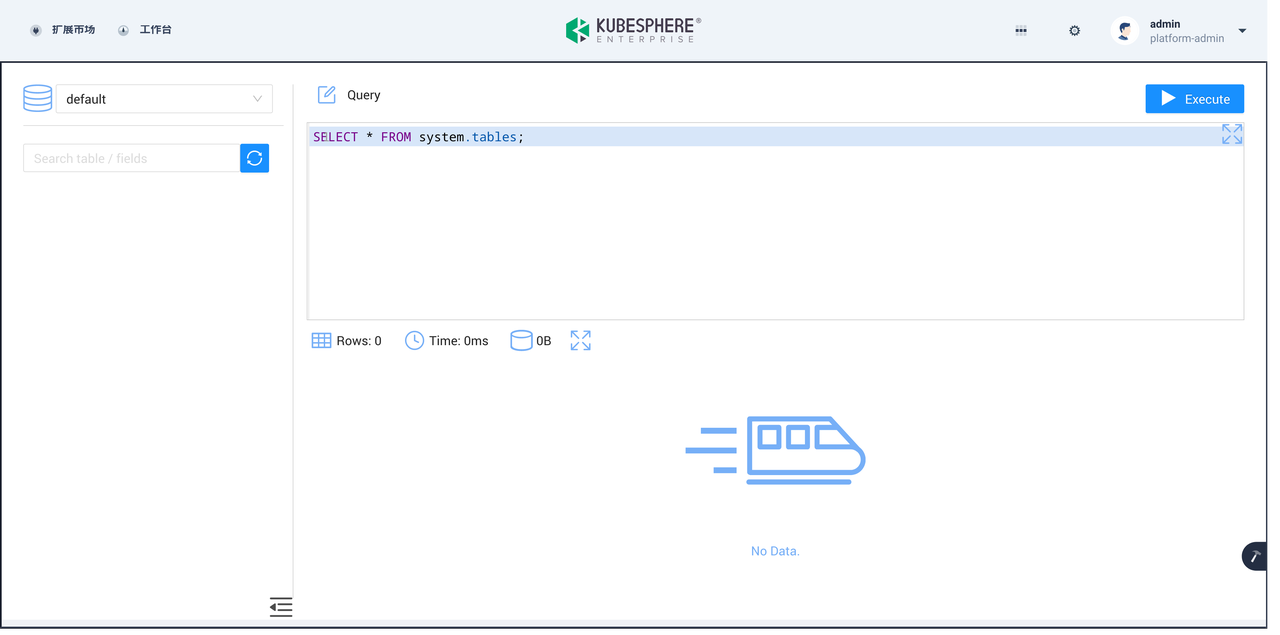 扩展市场
工作台
KUBESPHERE®
ENTERPRISE
admin
platform-admin
default
Query
Execute
Search table / fields
SELECT * FROM system.tables;
Rows: 0
Time: 0ms
0B
No Data.